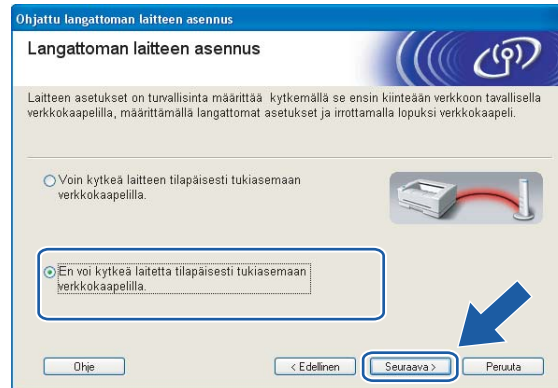 Ohjattu langattoman laitteen asennus
Langattoman laitteen asennus
Laitteen asetukset on turvallisinta määrittää kytkemällä se ensin kiinteään verkkoon tavallisella
verkkokaapelilla, määrittämällä langattomat asetukset ja irrottamalla lopuksi verkkokaapeli.
Voin kytkeä laitteen tilapäisesti tukiasemaan
verkkokaapelilla.
En voi kytkeä laitetta tilapäisesti tukiasemaan
verkkokaapelilla.
Ohje
< Edellinen
Seuraava >
Peruuta